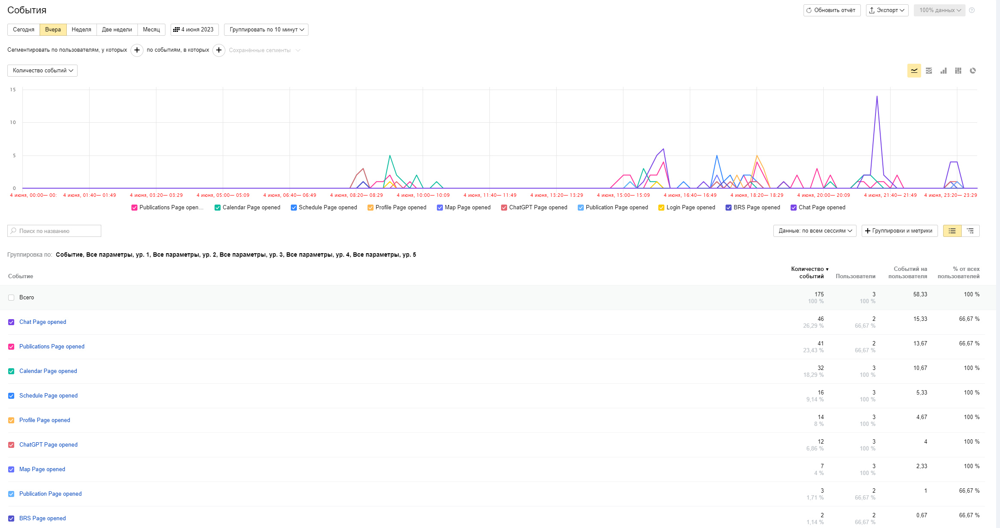 События
Обновить отчёт
Экспорт
100% данных
Сегодня Вчера Неделя Две недели Месяц 4 июня 2023 Группировать по 10 минут
Сегментировать по пользователям, у которых + по событиям, в которых + Сохранённые сегменты
Количество событий
15
10
5
0
4 июня, 00:00— 00: 4 июня, 01:40— 01:49 4 июня, 03:20— 03:29 4 июня, 05:00— 05:09 4 июня, 06:40— 06:49 4 июня, 08:20— 08:29 4 июня, 10:00— 10:09 4 июня, 11:40— 11:49 4 июня, 13:20— 13:29 4 июня, 15:00— 15:09 4 июня, 16:40— 16:49 4 июня, 18:20— 18:29 4 июня, 20:00— 20:09 4 июня, 21:40— 21:49 4 июня, 23:20— 23:29
Publications Page open… Calendar Page opened Schedule Page opened Profile Page opened Map Page opened ChatGPT Page opened Publication Page opened Login Page opened BRS Page opened Chat Page opened
Поиск по названию
Данные: по всем сессиям
+ Группировки и метрики
Группировка по: Событие, Все параметры, ур. 1, Все параметры, ур. 2, Все параметры, ур. 3, Все параметры, ур. 4, Все параметры, ур. 5
Событие
Количество событий ▼
Пользователи
Событий на пользователя
% от всех пользователей
Всего 175 3 58,33 100 %
100 % 100 %
Chat Page opened 46 2 15,33 66,67 %
26,29 % 66,67 %
Publications Page opened 41 2 13,67 66,67 %
23,43 % 66,67 %
Calendar Page opened 32 3 10,67 100 %
18,29 % 100 %
Schedule Page opened 16 3 5,33 100 %
9,14 % 100 %
Profile Page opened 14 3 4,67 100 %
8 % 100 %
ChatGPT Page opened 12 3 4 100 %
6,86 % 100 %
Map Page opened 7 3 2,33 100 %
4 % 100 %
Publication Page opened 3 2 1 66,67 %
1,71 % 66,67 %
BRS Page opened 2 2 0,67 66,67 %
1,14 % 66,67 %